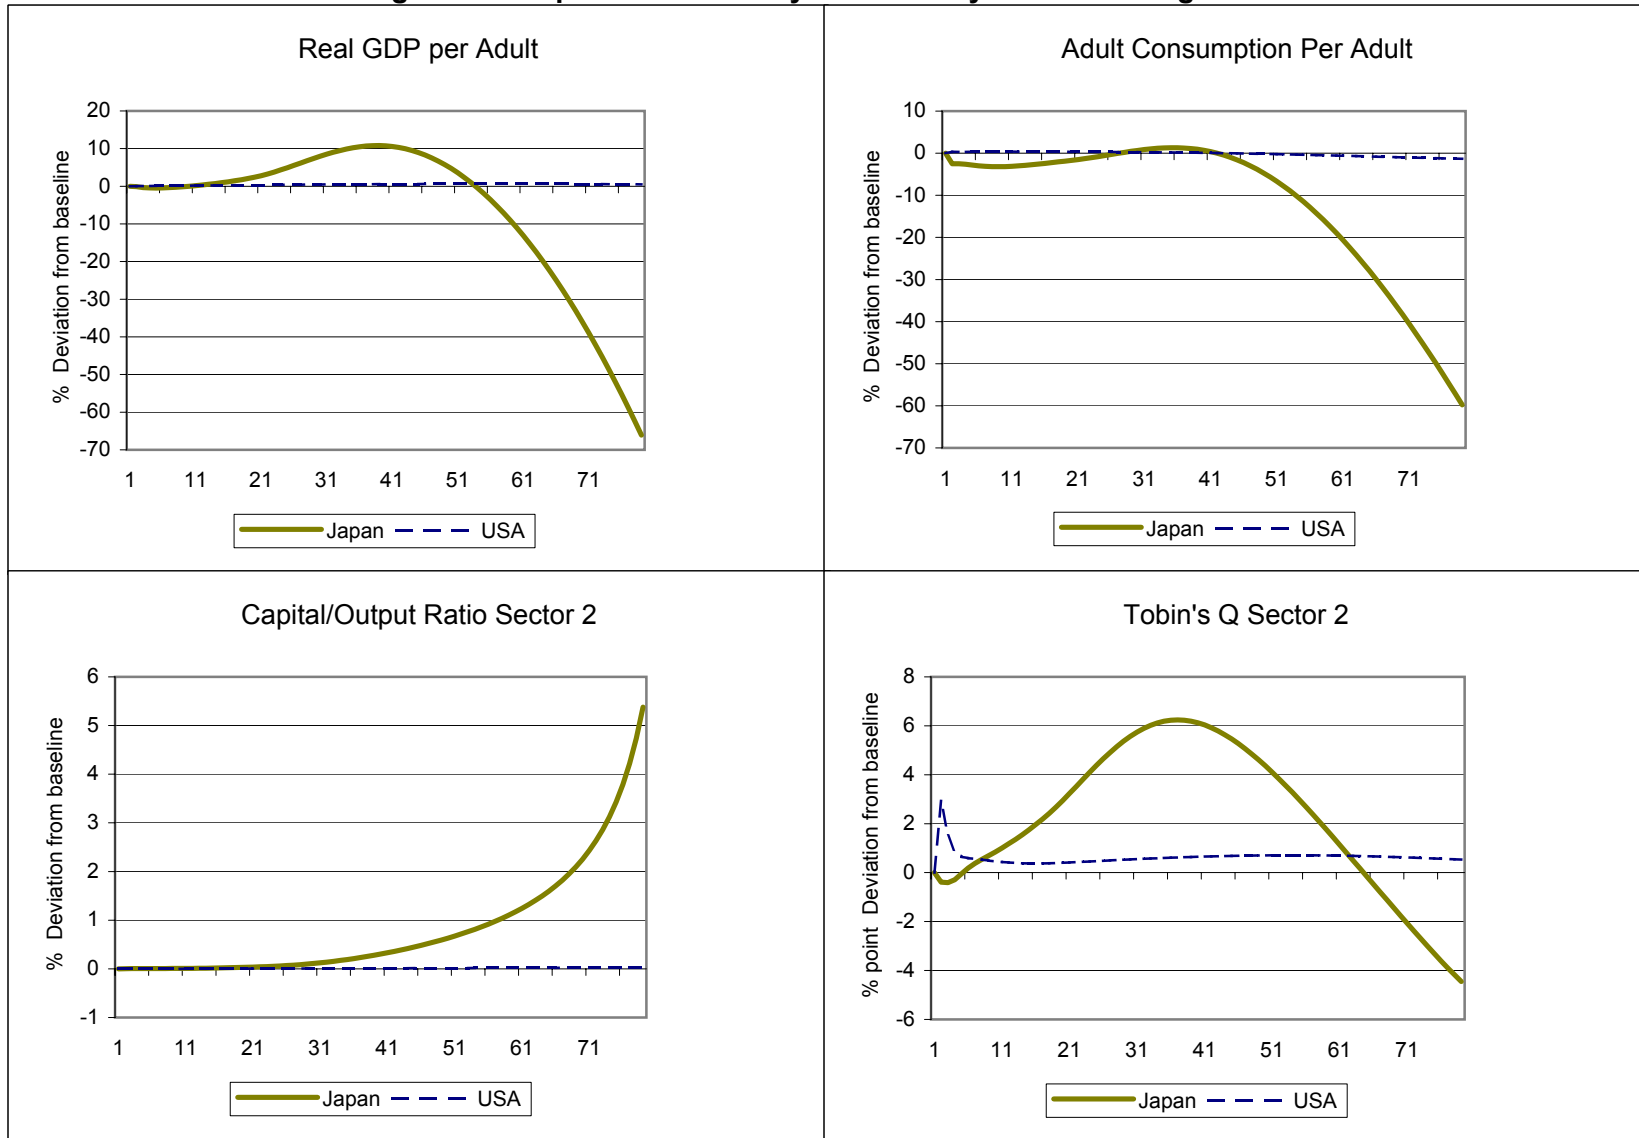 Real GDP per Adult
% Deviation from baseline
20
10
0
-10
-20
-30
-40
-50
-60
-70
1 11 21 31 41 51 61 71
Japan USA
Adult Consumption Per Adult
% Deviation from baseline
10
0
-10
-20
-30
-40
-50
-60
-70
1 11 21 31 41 51 61 71
Japan USA
Capital/Output Ratio Sector 2
% Deviation from baseline
6
5
4
3
2
1
0
-1
1 11 21 31 41 51 61 71
Japan USA
Tobin's Q Sector 2
% point Deviation from baseline
8
6
4
2
0
-2
-4
-6
1 11 21 31 41 51 61 71
Japan USA